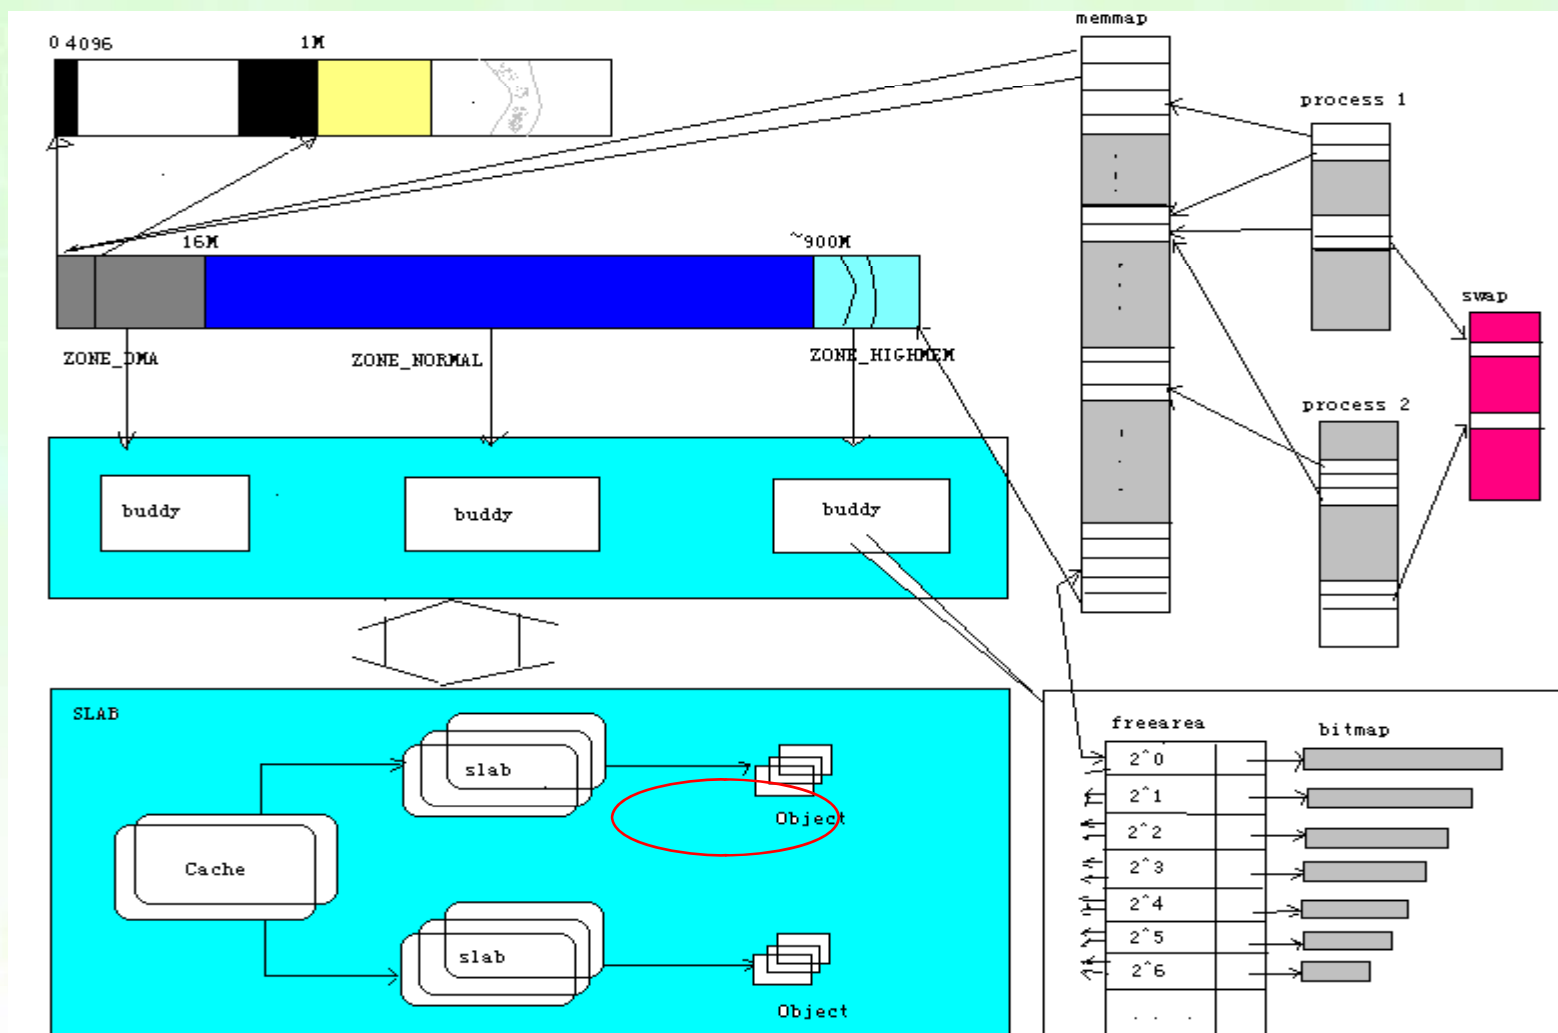 memmap
0 4096
1M
process 1
16M
~900M
swap
ZONE_DMA
ZONE_NORMAL
ZONE_HIGHMEM
process 2
buddy
buddy
buddy
SLAB
slab
Object
Cache
slab
Object
freearea
bitmap
2^0
2^1
2^2
2^3
2^4
2^5
2^6
. . .